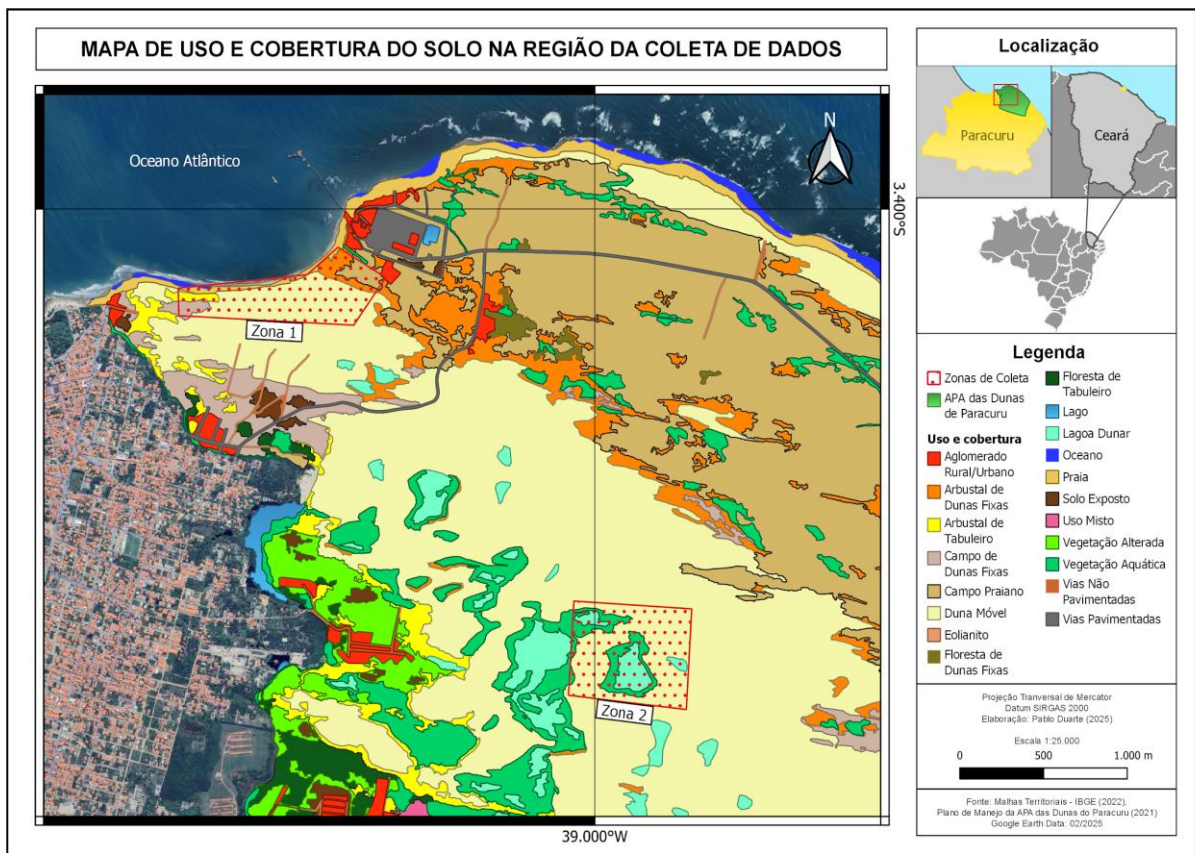 MAPA DE USO E COBERTURA DO SOLO NA REGIÃO DA COLETA DE DADOS
Oceano Atlântico
N
3.400°S
Zona 1
Zona 2
39.000°W
Localização
Paracuru
Ceará
Legenda
Zonas de Coleta
APA das Dunas
de Paracuru
Uso e cobertura
Aglomerado
Rural/Urbano
Arbustal de
Dunas Fixas
Arbustal de
Tabuleiro
Campo de
Dunas Fixas
Campo Praiano
Duna Móvel
Eolianito
Floresta de
Dunas Fixas
Floresta de
Tabuleiro
Lago
Lagoa Dunar
Oceano
Praia
Solo Exposto
Uso Misto
Vegetação Alterada
Vegetação Aquática
Vias Não
Pavimentadas
Vias Pavimentadas
Projeção Tranversal de Mercator
Datum SIRGAS 2000
Elaboração: Pablo Duarte (2025)
Escala 1:25.000
0 500 1.000 m
Fonte: Malhas Territoriais - IBGE (2022),
Plano de Manejo da APA das Dunas do Paracuru (2021)
Google Earth Data: 02/2025